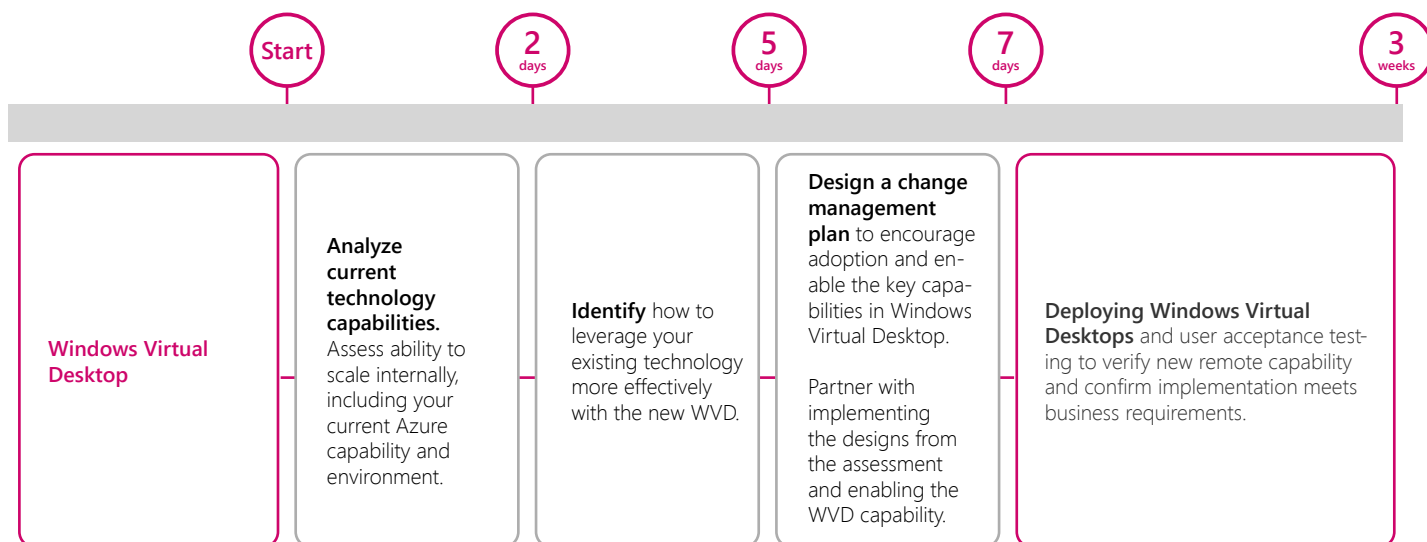 Start
2
days
5
days
7
days
3
weeks
Windows Virtual
Desktop
Analyze
current
technology
capabilities.
Assess ability to
scale internally,
including your
current Azure
capability and
environment.
Identify how to
leverage your
existing technology
more effectively
with the new WVD.
Design a change
management
plan to encourage
adoption and en-
able the key capa-
bilities in Windows
Virtual Desktop.
Partner with
implementing
the designs from
the assessment
and enabling the
WVD capability.
Deploying Windows Virtual
Desktops and user acceptance test-
ing to verify new remote capability
and confirm implementation meets
business requirements.